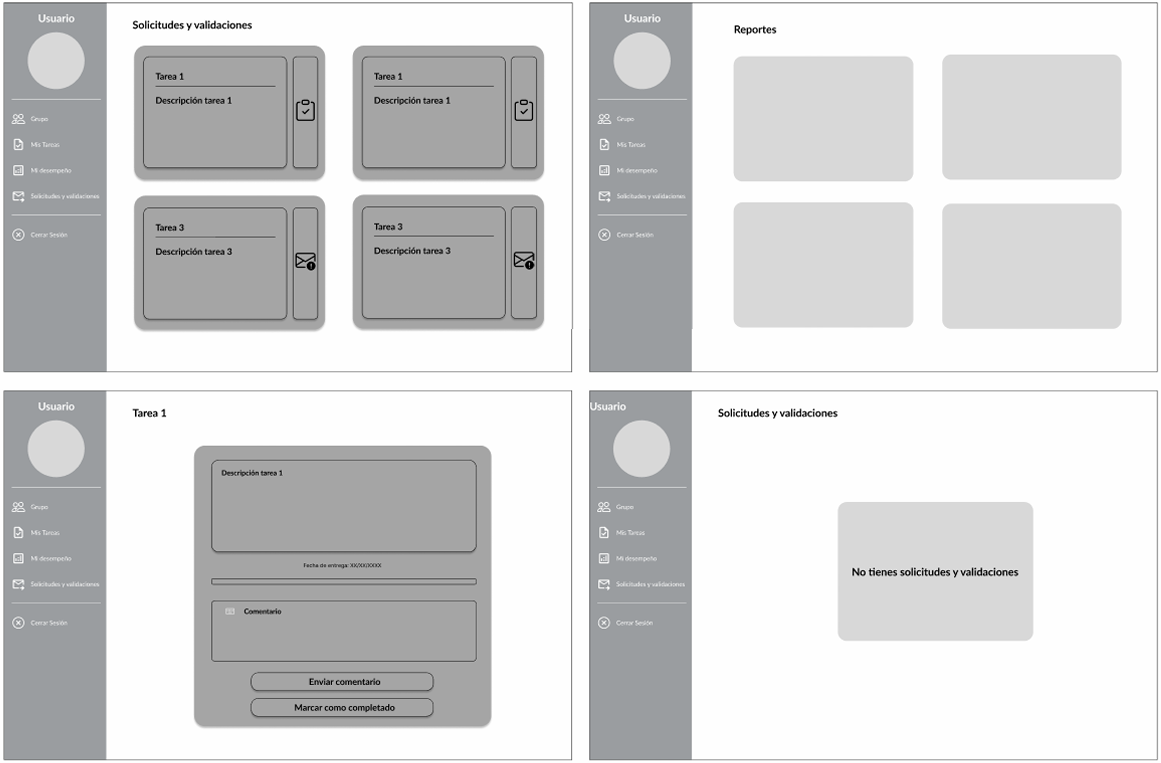 Usuario
Grupo
Mis Tareas
Mi desempeño
Solicitudes y validaciones
Cerrar Sesión
Solicitudes y validaciones
Tarea 1
Descripción tarea 1
Tarea 1
Descripción tarea 1
Tarea 3
Descripción tarea 3
Tarea 3
Descripción tarea 3
Usuario
Grupo
Mis Tareas
Mi desempeño
Solicitudes y validaciones
Cerrar Sesión
Reportes
Usuario
Grupo
Mis Tareas
Mi desempeño
Solicitudes y validaciones
Cerrar Sesión
Tarea 1
Descripción tarea 1
Fecha de entrega: XX/XX/XXXX
Comentario
Enviar comentario
Marcar como completado
Usuario
Grupo
Mis Tareas
Mi desempeño
Solicitudes y validaciones
Cerrar Sesión
Solicitudes y validaciones
No tienes solicitudes y validaciones